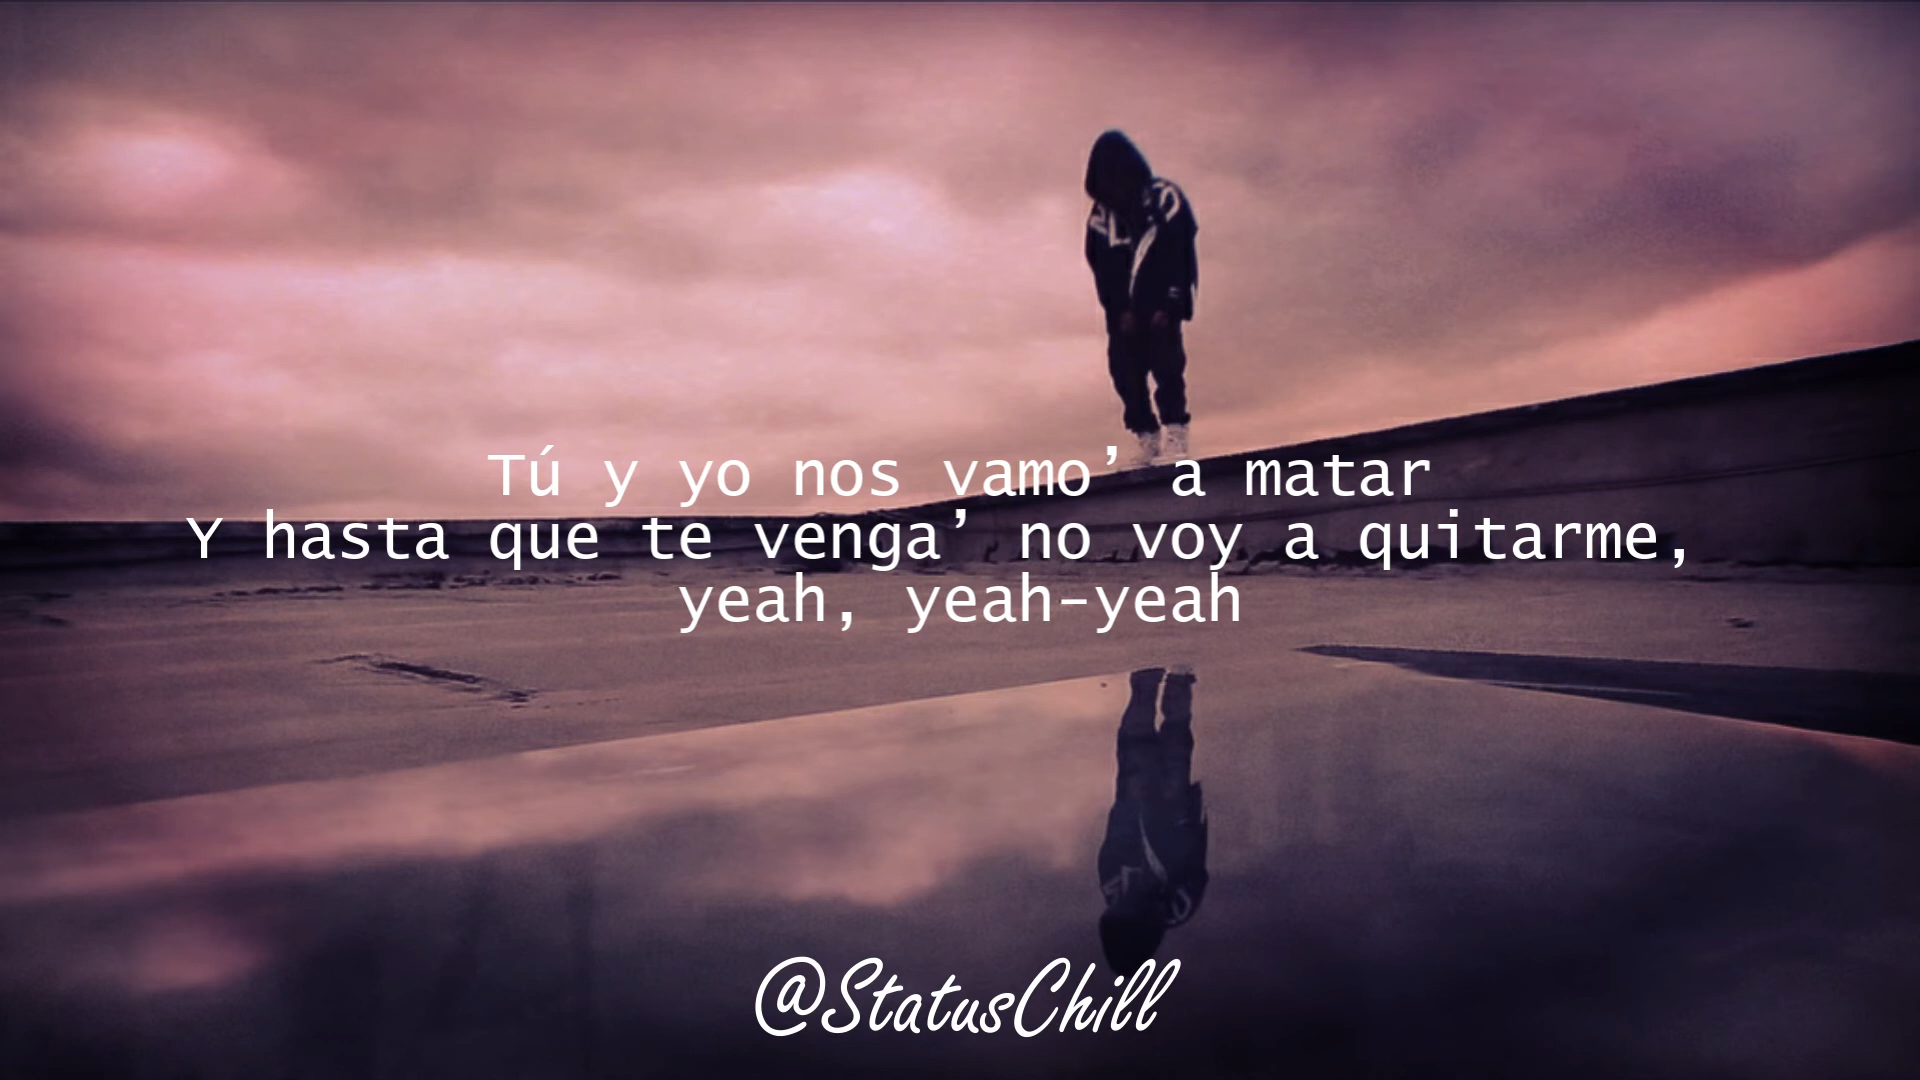 Tú y yo nos vamo’ a matar
Y hasta que te venga’ no voy a quitarme,
yeah, yeah-yeah
@StatusChill